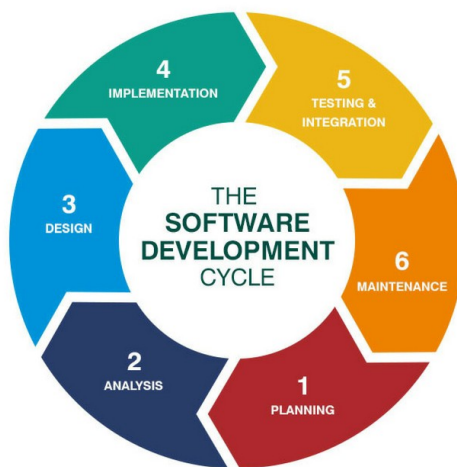 THE
SOFTWARE
DEVELOPMENT
CYCLE
1
PLANNING
2
ANALYSIS
3
DESIGN
4
IMPLEMENTATION
5
TESTING &
INTEGRATION
6
MAINTENANCE